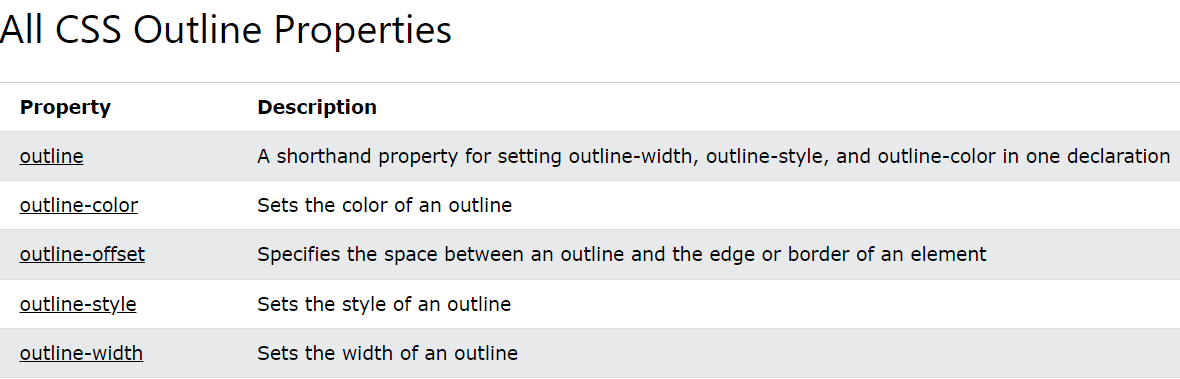 All CSS Outline Properties
Property Description
outline A shorthand property for setting outline-width, outline-style, and outline-color in one declaration
outline-color Sets the color of an outline
outline-offset Specifies the space between an outline and the edge or border of an element
outline-style Sets the style of an outline
outline-width Sets the width of an outline